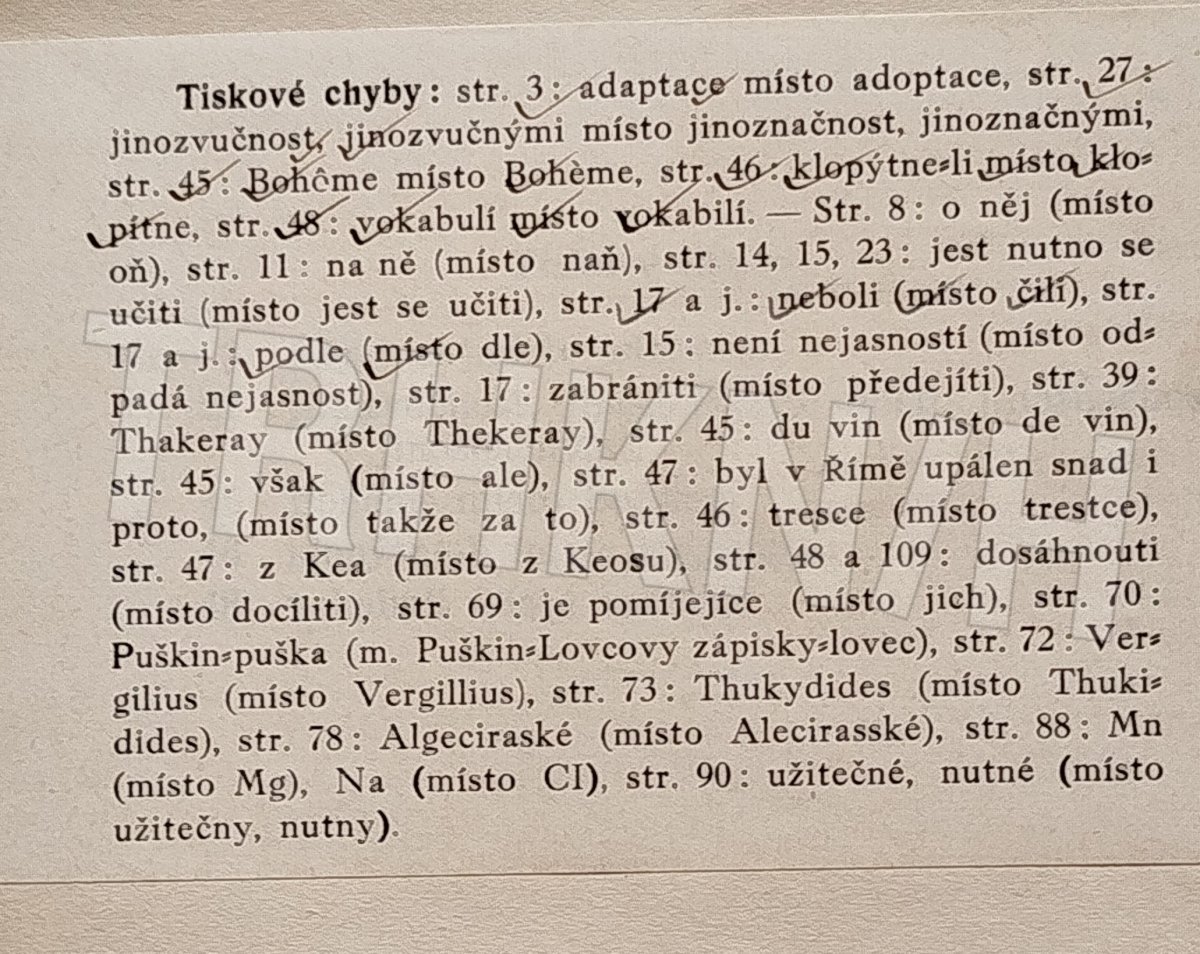 Tiskové chyby: str. 3: adaptace místo adoptace, str. 27:
jinozvučnost, jinozvučnými místo jinoznačnost, jinoznačnými,
str. 45: Bohême místo Bohème, str. 46: klopýtne-li místo klo-
pítne, str. 48: vokabulí místo vokabilí. — Str. 8: o něj (místo
oň), str. 11: na ně (místo naň), str. 14, 15, 23: jest nutno se
učiti (místo jest se učiti), str. 17 a j.: neboli (místo čili), str.
17 a j.: podle (místo dle), str. 15: není nejasností (místo od-
padá nejasnost), str. 17: zabrániti (místo předejíti), str. 39:
Thakeray (místo Thekeray), str. 45: du vin (místo de vin),
str. 45: však (místo ale), str. 47: byl v Římě upálen snad i
proto, (místo takže za to), str. 46: tresce (místo trestce),
str. 47: z Kea (místo z Keosu), str. 48 a 109: dosáhnouti
(místo docíliti), str. 69: je pomíjejíce (místo jich), str. 70:
Puškin-puška (m. Puškin-Lovcovy zápisky-lovec), str. 72: Ver-
gilius (místo Vergillius), str. 73: Thukydides (místo Thuki-
dides), str. 78: Algeciraské (místo Alecirasské), str. 88: Mn
(místo Mg), Na (místo CI), str. 90: užitečné, nutné (místo
užitečny, nutny).
TRHKNIH